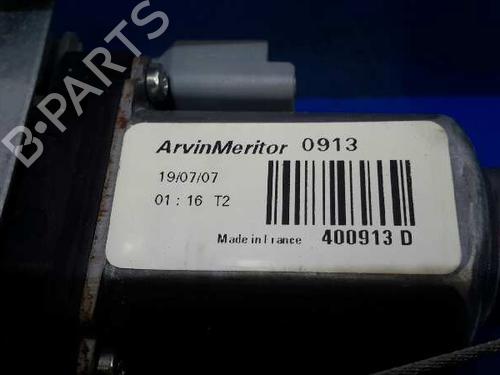 B·PARTS
ArvinMeritor 0913
19/07/07
01 : 16 T2
Made in France 400913 D